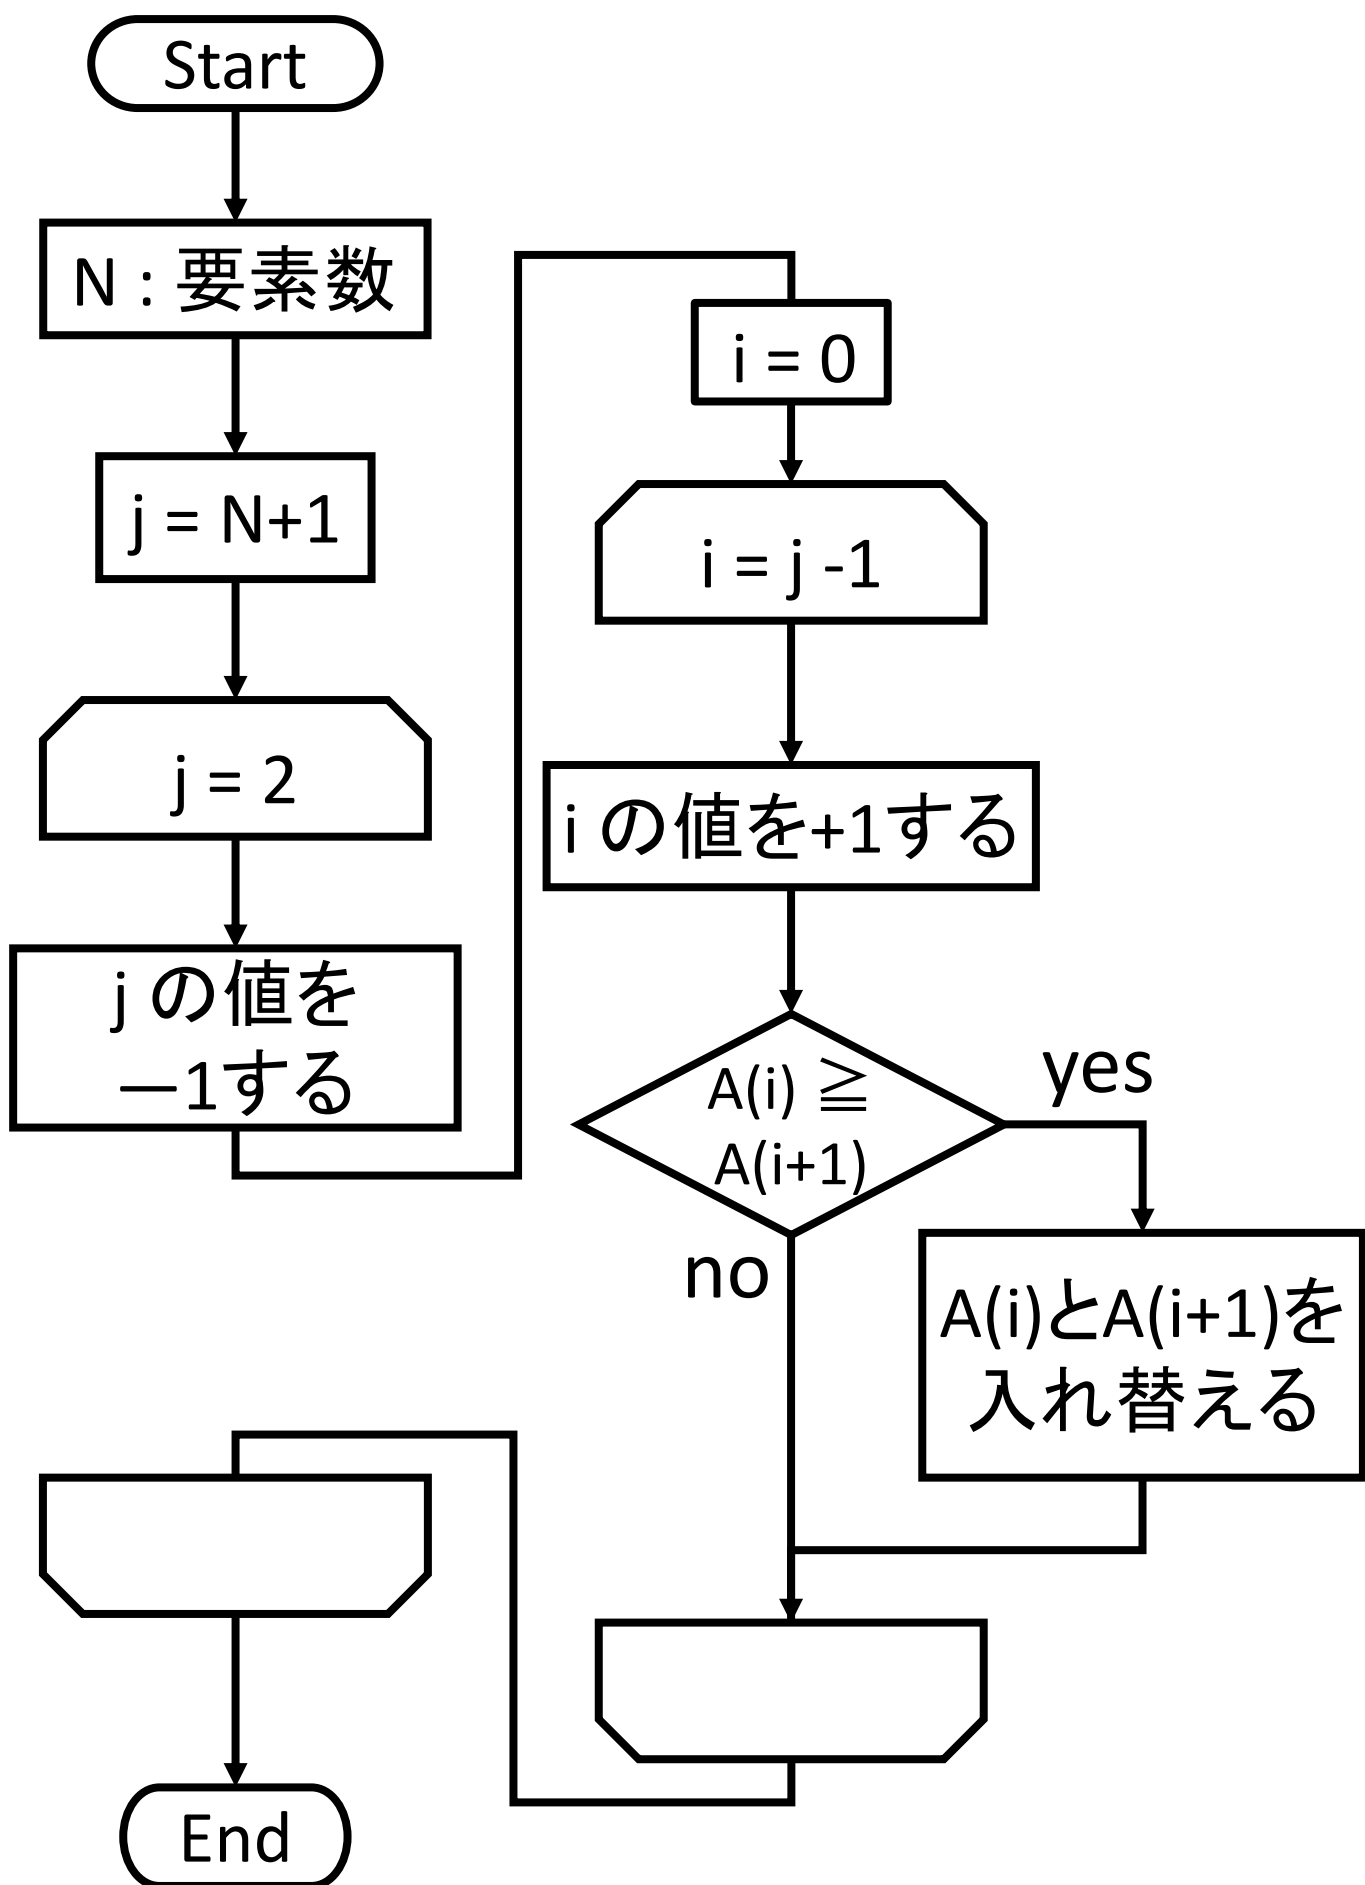 Start
N : 要素数
j = N+1
j = 2
j の値を
－1する
i = 0
i = j -1
i の値を+1する
A(i) ≧
A(i+1)
yes
no
A(i)とA(i+1)を
入れ替える
End